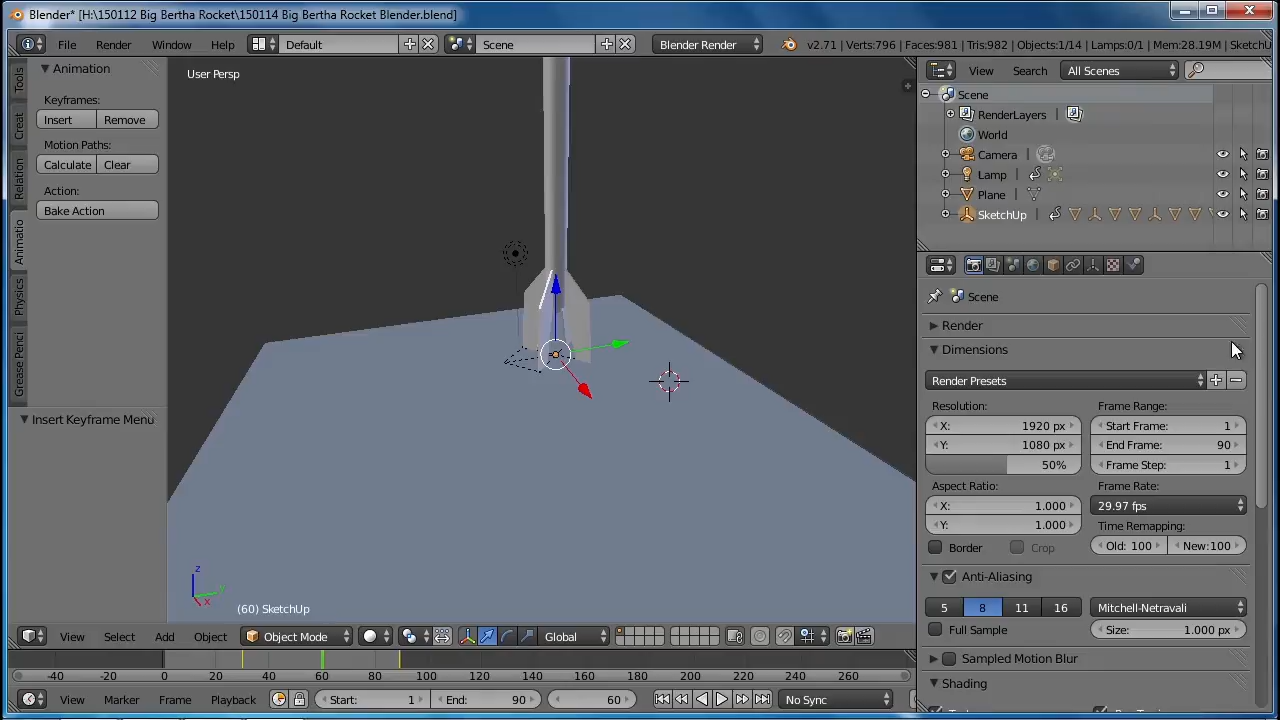 Blender* [H:\150112 Big Bertha Rocket\150114 Big Bertha Rocket Blender.blend]
File Render Window Help Default Scene Blender Render v2.71 | Verts:796 | Faces:981 | Tris:982 | Objects:1/14 | Lamps:0/1 | Mem:28.19M | SketchU
Tools
Creat
Relation
Animatio
Physics
Grease Penci
Animation
Keyframes:
Insert Remove
Motion Paths:
Calculate Clear
Action:
Bake Action
Insert Keyframe Menu
User Persp
z
y
x
(60) SketchUp
View Select Add Object Object Mode Global
-40 -20 0 20 40 60 80 100 120 140 160 180 200 220 240 260
View Marker Frame Playback Start: 1 End: 90 60 No Sync
View Search All Scenes
Scene
RenderLayers |
World
Camera |
Lamp |
Plane |
SketchUp |
Scene
Render
Dimensions
Render Presets
Resolution: Frame Range:
X: 1920 px Start Frame: 1
Y: 1080 px End Frame: 90
50% Frame Step: 1
Aspect Ratio: Frame Rate:
X: 1.000 29.97 fps
Y: 1.000 Time Remapping:
Border Crop Old: 100 New:100
Anti-Aliasing
5 8 11 16 Mitchell-Netravali
Full Sample Size: 1.000 px
Sampled Motion Blur
Shading